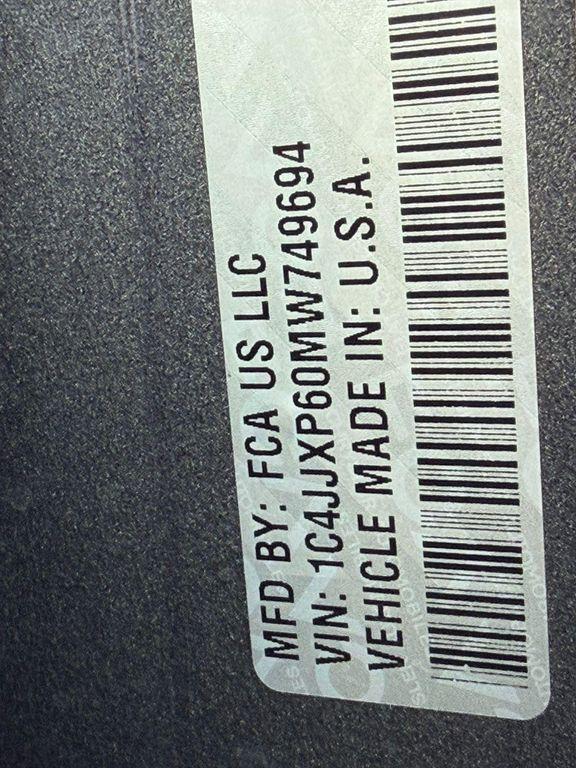 MFD BY: FCA US LLC
VIN: 1C4JJXP60MW749694
VEHICLE MADE IN: U.S.A.